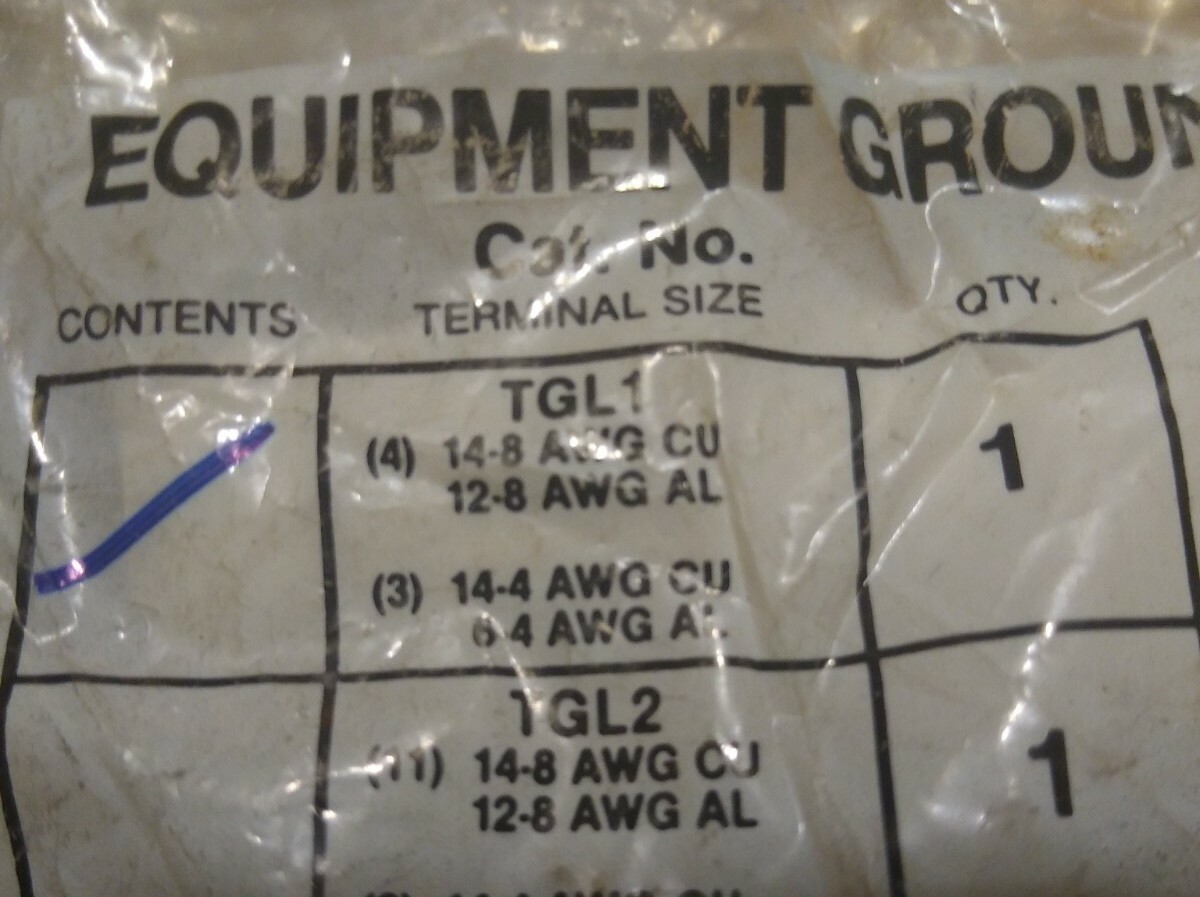 EQUIPMENT GROUN
Cat. No.
CONTENTS TERMINAL SIZE QTY.
TGL1
(4) 14-8 AWG CU 1
12-8 AWG AL
(3) 14-4 AWG CU
6-4 AWG AL
TGL2
(11) 14-8 AWG CU 1
12-8 AWG AL